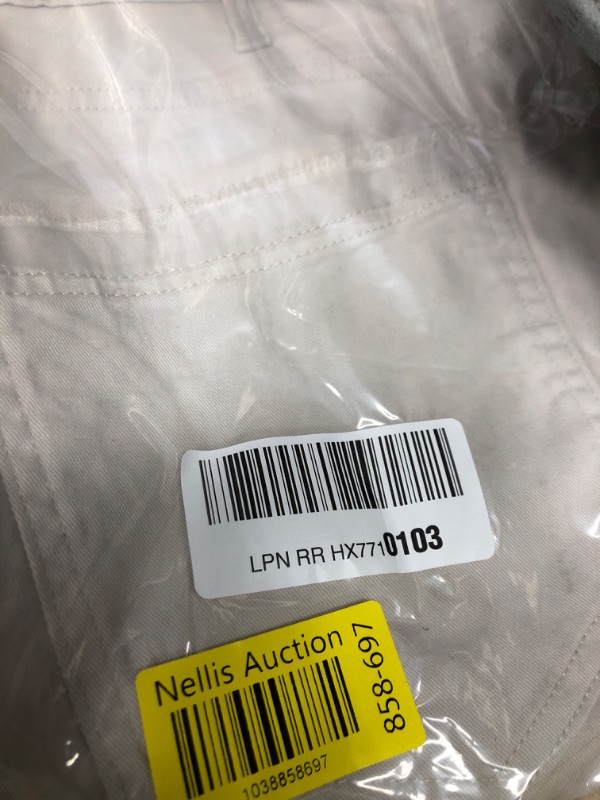 LPN RR HX7710103
Nellis Auction
858-697
1038858697